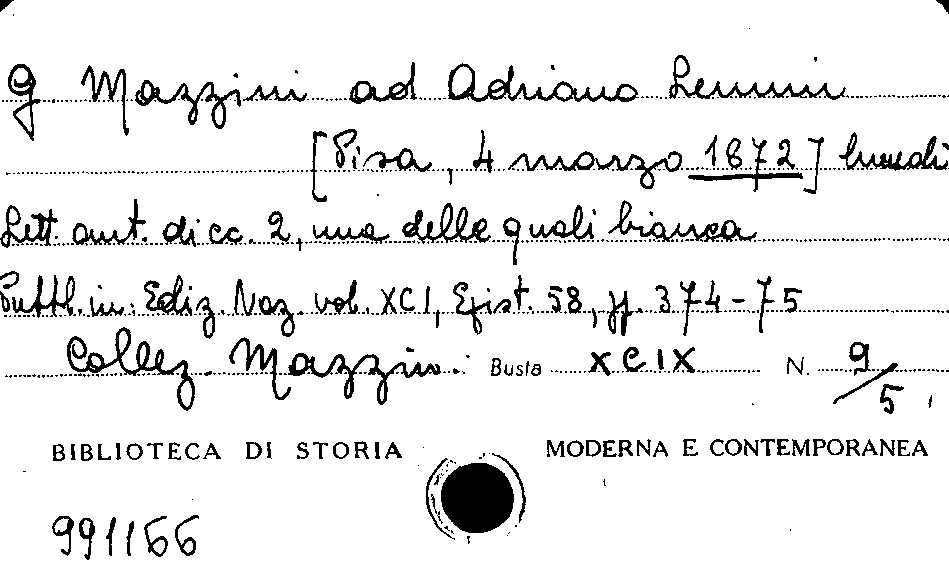 G. Mazzini ad Adriano Lemmi
[Pisa, 4 marzo 1872] lunedì
Lett. aut. di cc. 2, una delle quali bianca
Pubbl. in: Ediz. Naz. vol. XCI, Epist. 58, pp. 374-75
Collez. Mazzini. Busta XCIX N. 9/5
BIBLIOTECA DI STORIA MODERNA E CONTEMPORANEA
991166